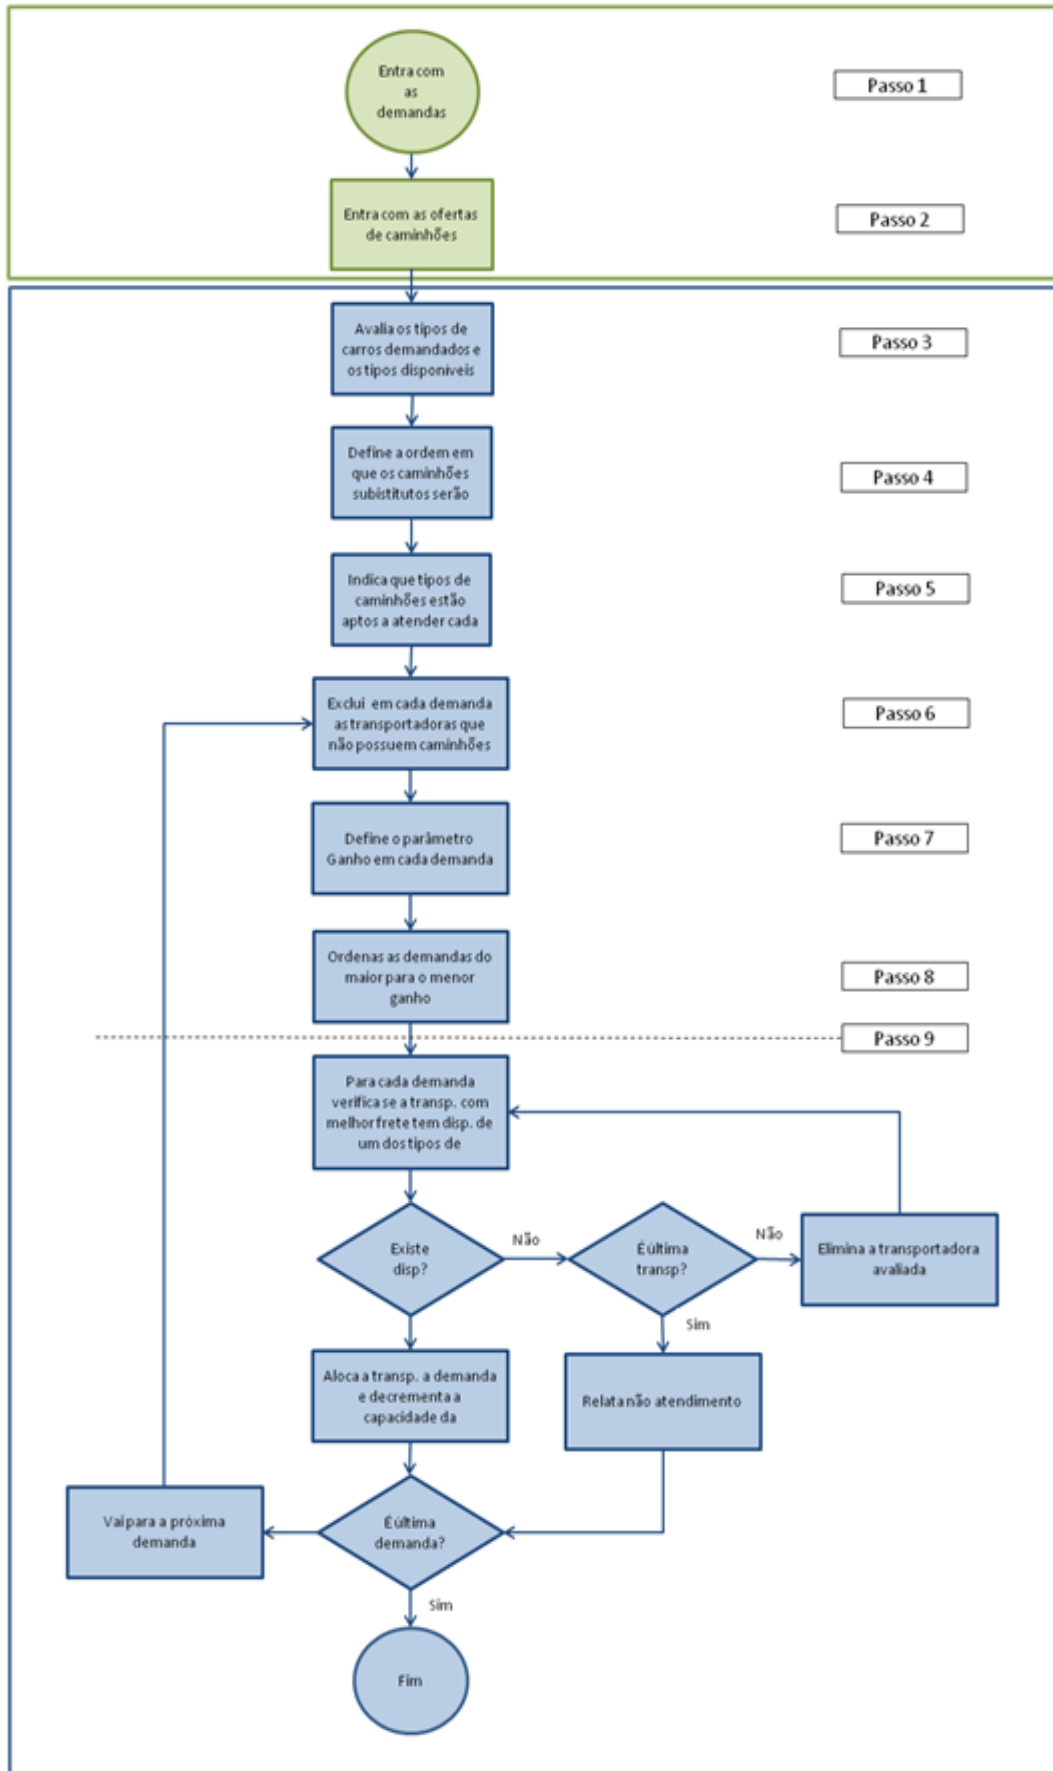 Entra com
as
demandas
Passo 1
Entra com as ofertas
de caminhões
Passo 2
Avalia os tipos de
carros demandados e
os tipos disponíveis
Passo 3
Define a ordem em
que os caminhões
subistitutos serão
Passo 4
Indica que tipos de
caminhões estão
aptos a atender cada
Passo 5
Exclui em cada demanda
as transportadoras que
não possuem caminhões
Passo 6
Define o parâmetro
Ganho em cada demanda
Passo 7
Ordenas as demandas do
maior para o menor
ganho
Passo 8
Passo 9
Para cada demanda
verifica se a transp. com
melhor frete tem disp. de
um dos tipos de
Existe
disp?
Não
É última
transp?
Não
Elimina a transportadora
avaliada
Sim
Aloca a transp. a demanda
e decrementa a
capacidade da
Relata não atendimento
Vai para a próxima
demanda
É última
demanda?
Sim
Fim